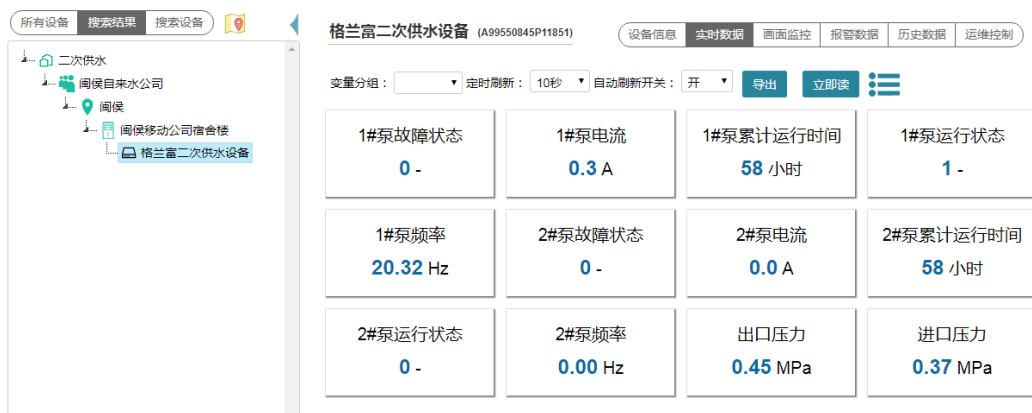 所有设备 搜索结果 搜索设备
二次供水
闽侯自来水公司
闽侯
闽侯移动公司宿舍楼
格兰富二次供水设备
格兰富二次供水设备 (A99550845P11851)
设备信息 实时数据 画面监控 报警数据 历史数据 运维控制
变量分组： 定时刷新： 10秒 自动刷新开关： 开 导出 立即读
1#泵故障状态 1#泵电流 1#泵累计运行时间 1#泵运行状态
0 - 0.3 A 58 小时 1 -
1#泵频率 2#泵故障状态 2#泵电流 2#泵累计运行时间
20.32 Hz 0 - 0.0 A 58 小时
2#泵运行状态 2#泵频率 出口压力 进口压力
0 - 0.00 Hz 0.45 MPa 0.37 MPa